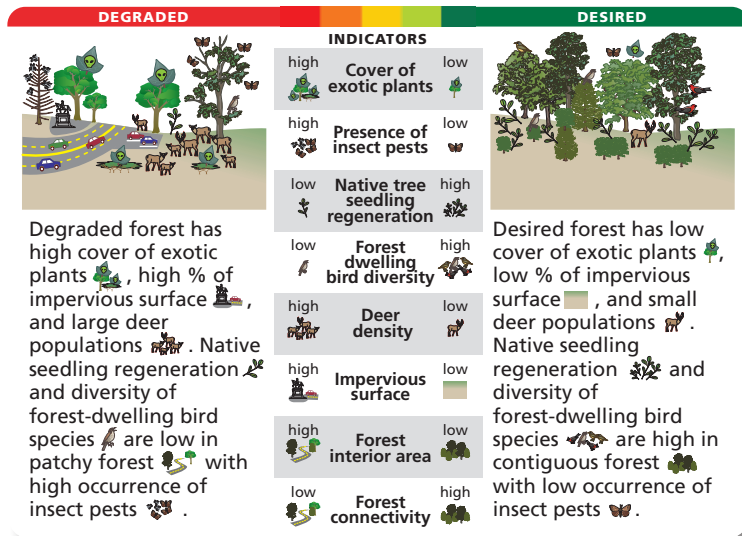 DEGRADED
DESIRED
INDICATORS
high
Cover of
exotic plants
low
high
Presence of
insect pests
low
low
Native tree
seedling
regeneration
high
low
Forest
dwelling
bird diversity
high
high
Deer
density
low
high
Impervious
surface
low
high
Forest
interior area
low
low
Forest
connectivity
high
Degraded forest has
high cover of exotic
plants , high % of
impervious surface ,
and large deer
populations . Native
seedling regeneration
and diversity of
forest-dwelling bird
species are low in
patchy forest with
high occurrence of
insect pests .
Desired forest has low
cover of exotic plants ,
low % of impervious
surface , and small
deer populations .
Native seedling
regeneration and
diversity of
forest-dwelling bird
species are high in
contiguous forest
with low occurrence of
insect pests .